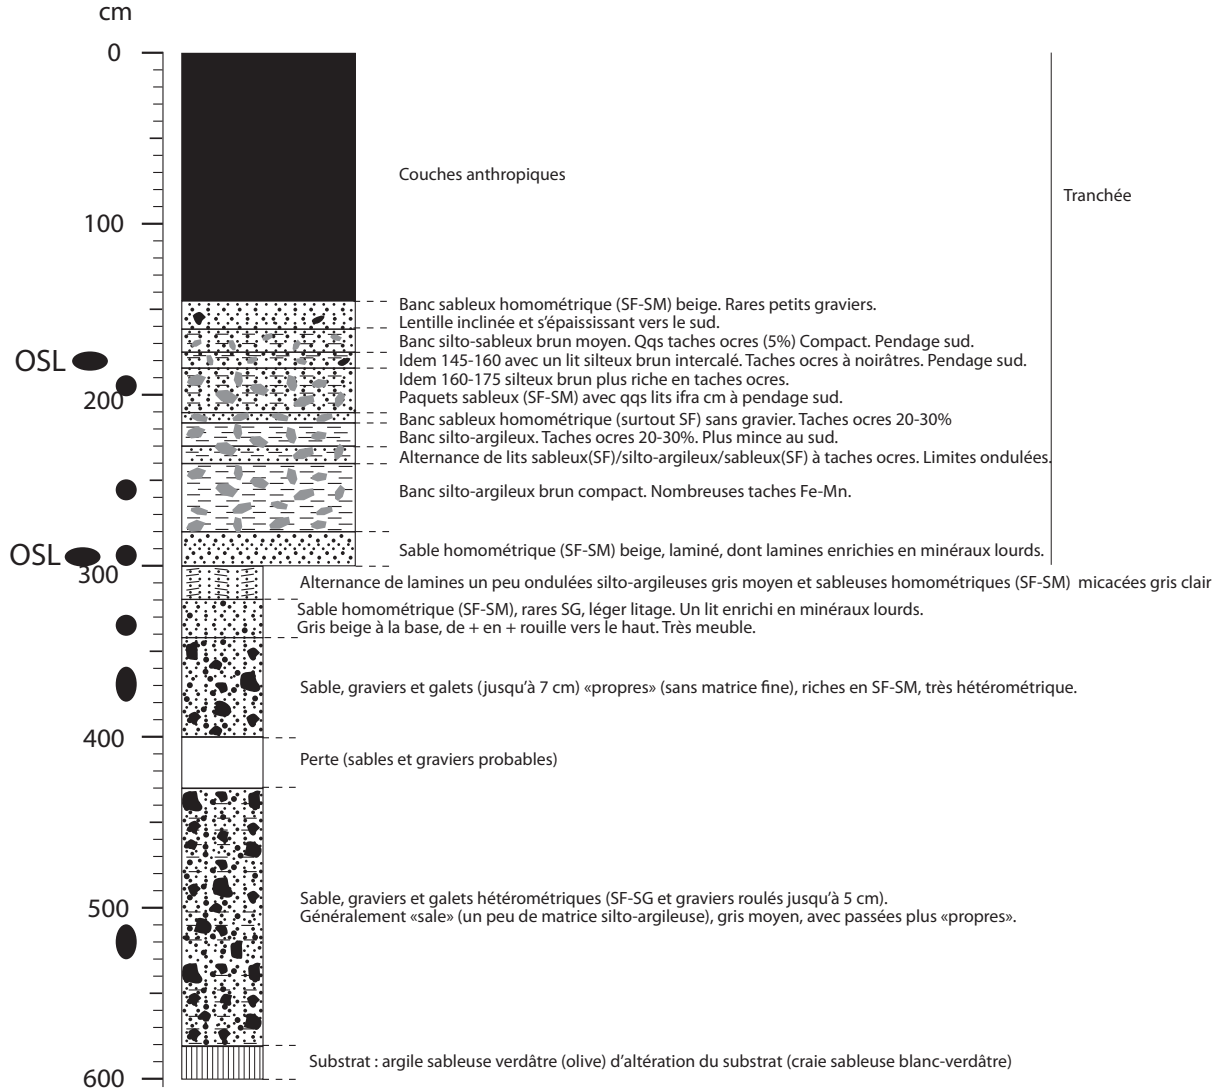 cm
0
Couches anthropiques
Tranchée
100
Banc sableux homométrique (SF-SM) beige. Rares petits graviers.
Lentille inclinée et s’épaississant vers le sud.
Banc silto-sableux brun moyen. Qqs taches ocres (5%) Compact. Pendage sud.
OSL
Idem 145-160 avec un lit silteux brun intercalé. Taches ocres à noirâtres. Pendage sud.
Idem 160-175 silteux brun plus riche en taches ocres.
200
Paquets sableux (SF-SM) avec qqs lits ifra cm à pendage sud.
Banc sableux homométrique (surtout SF) sans gravier. Taches ocres 20-30%
Banc silto-argileux. Taches ocres 20-30%. Plus mince au sud.
Alternance de lits sableux(SF)/silto-argileux/sableux(SF) à taches ocres. Limites ondulées.
Banc silto-argileux brun compact. Nombreuses taches Fe-Mn.
OSL
Sable homométrique (SF-SM) beige, laminé, dont lamines enrichies en minéraux lourds.
300
Alternance de lamines un peu ondulées silto-argileuses gris moyen et sableuses homométriques (SF-SM) micacées gris clair
Sable homométrique (SF-SM), rares SG, léger litage. Un lit enrichi en minéraux lourds.
Gris beige à la base, de + en + rouille vers le haut. Très meuble.
Sable, graviers et galets (jusqu’à 7 cm) «propres» (sans matrice fine), riches en SF-SM, très hétérométrique.
400
Perte (sables et graviers probables)
Sable, graviers et galets hétérométriques (SF-SG et graviers roulés jusqu’à 5 cm).
500
Généralement «sale» (un peu de matrice silto-argileuse), gris moyen, avec passées plus «propres».
Substrat : argile sableuse verdâtre (olive) d’altération du substrat (craie sableuse blanc-verdâtre)
600